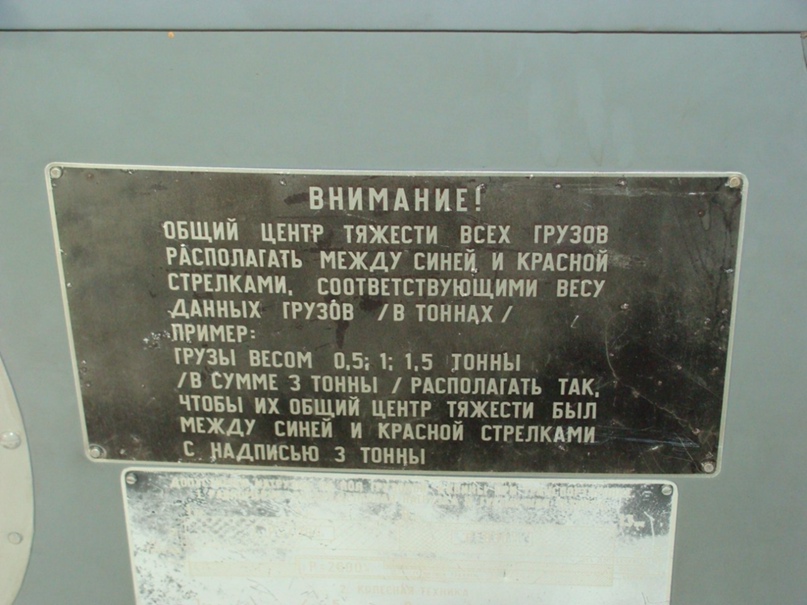 ВНИМАНИЕ!
ОБЩИЙ ЦЕНТР ТЯЖЕСТИ ВСЕХ ГРУЗОВ
РАСПОЛАГАТЬ МЕЖДУ СИНЕЙ И КРАСНОЙ
СТРЕЛКАМИ, СООТВЕТСТВУЮЩИМИ ВЕСУ
ДАННЫХ ГРУЗОВ /В ТОННАХ/
ПРИМЕР:
ГРУЗЫ ВЕСОМ 0,5; 1; 1,5 ТОННЫ
/В СУММЕ 3 ТОННЫ / РАСПОЛАГАТЬ ТАК,
ЧТОБЫ ИХ ОБЩИЙ ЦЕНТР ТЯЖЕСТИ БЫЛ
МЕЖДУ СИНЕЙ И КРАСНОЙ СТРЕЛКАМИ
С НАДПИСЬЮ 3 ТОННЫ